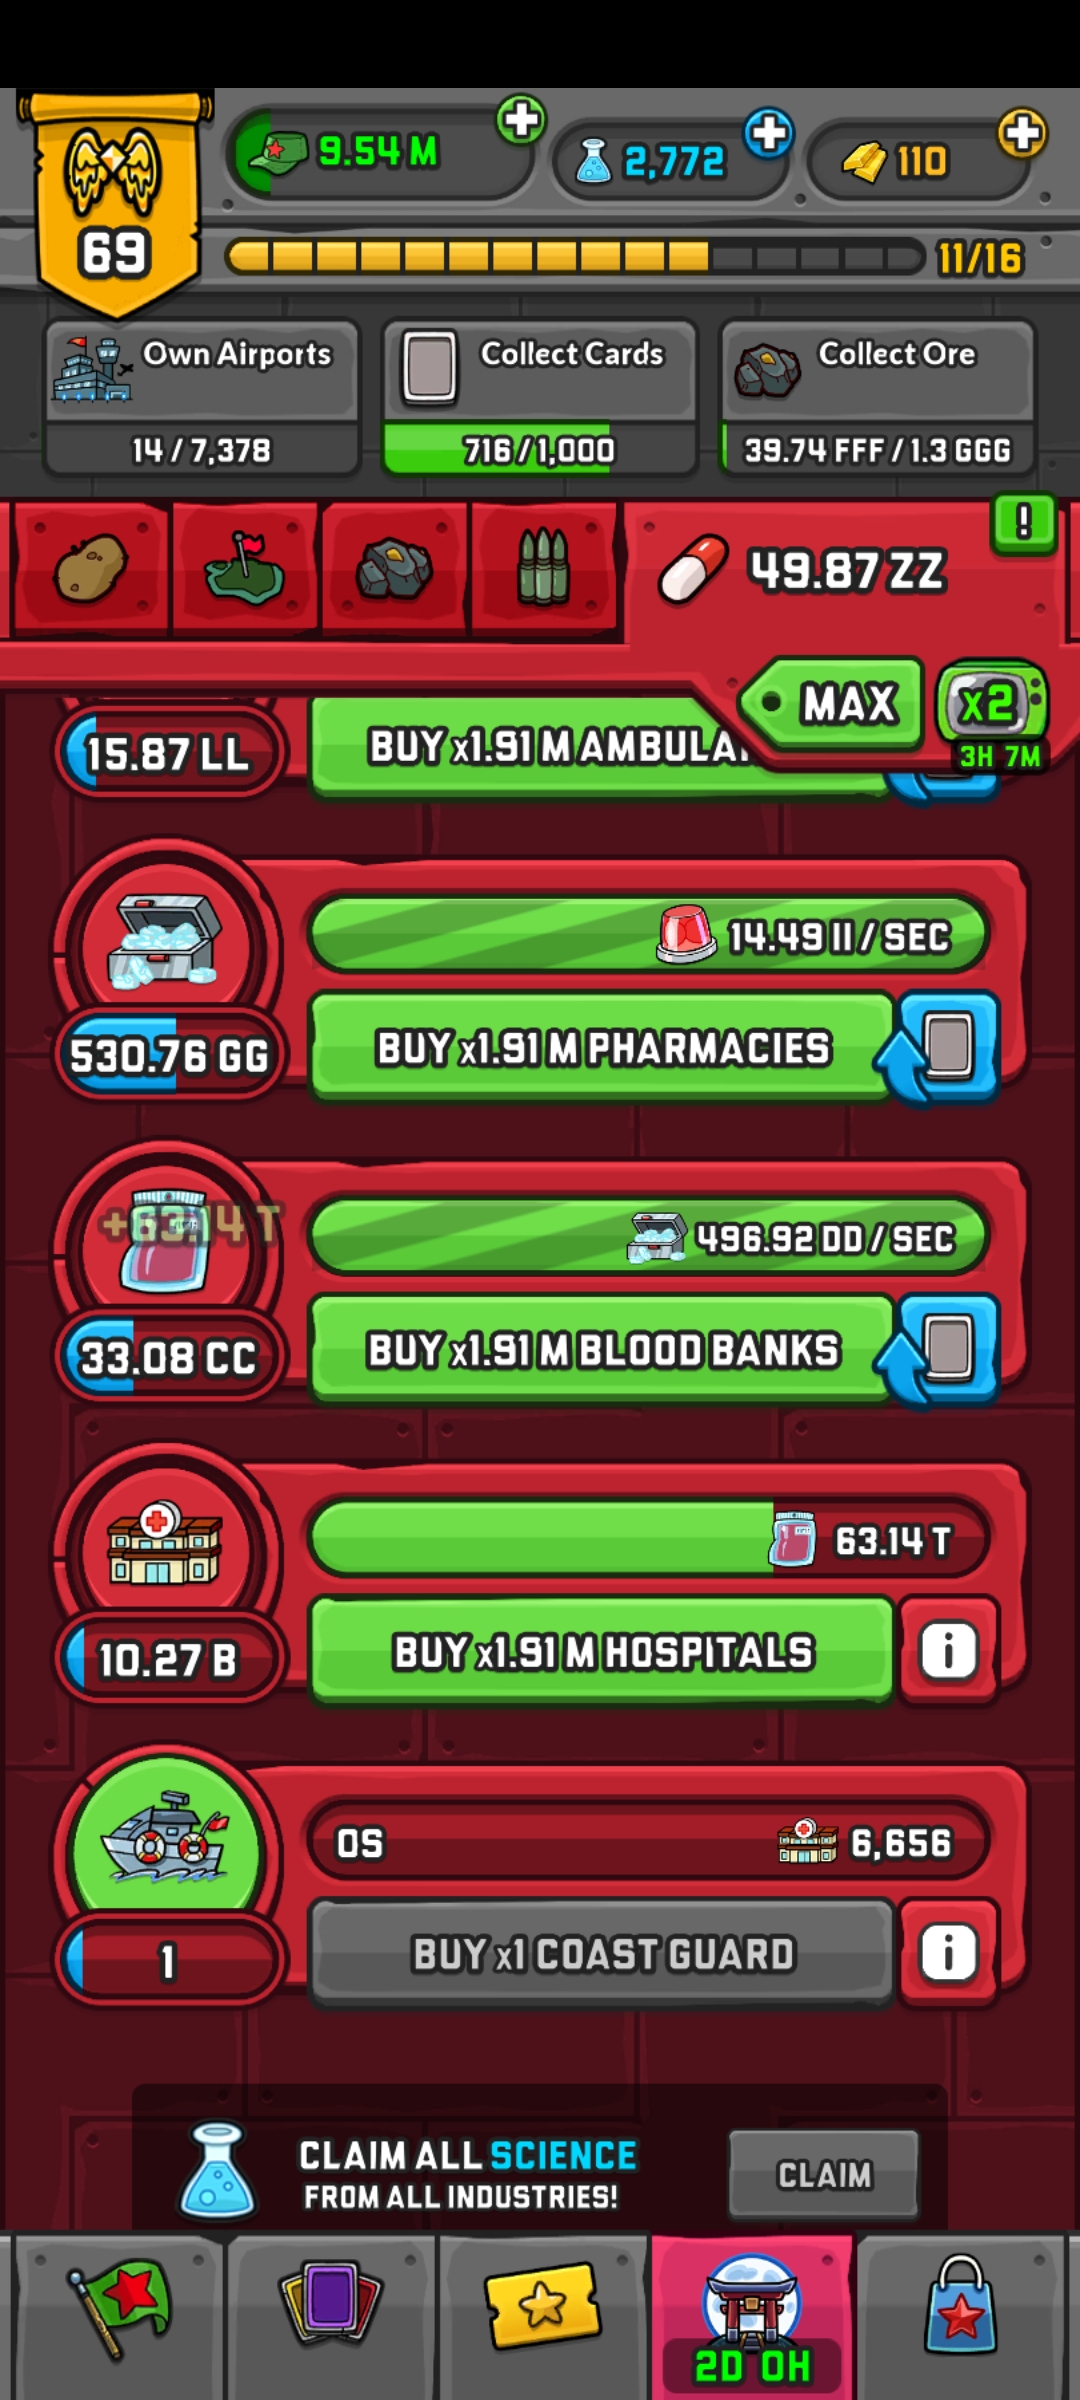 9.54 M
2,772
110
69
11/16
Own Airports
14 / 7,378
Collect Cards
716 / 1,000
Collect Ore
39.74 FFF / 1.3 GGG
49.87 ZZ
!
MAX
x2
3H 7M
15.87 LL
BUY x1.91 M AMBULA
14.49 II / SEC
530.76 GG
BUY x1.91 M PHARMACIES
+63.14 T
496.92 DD / SEC
33.08 CC
BUY x1.91 M BLOOD BANKS
63.14 T
10.27 B
BUY x1.91 M HOSPITALS
i
0S
6,656
1
BUY x1 COAST GUARD
i
CLAIM ALL SCIENCE
FROM ALL INDUSTRIES!
CLAIM
2D 0H